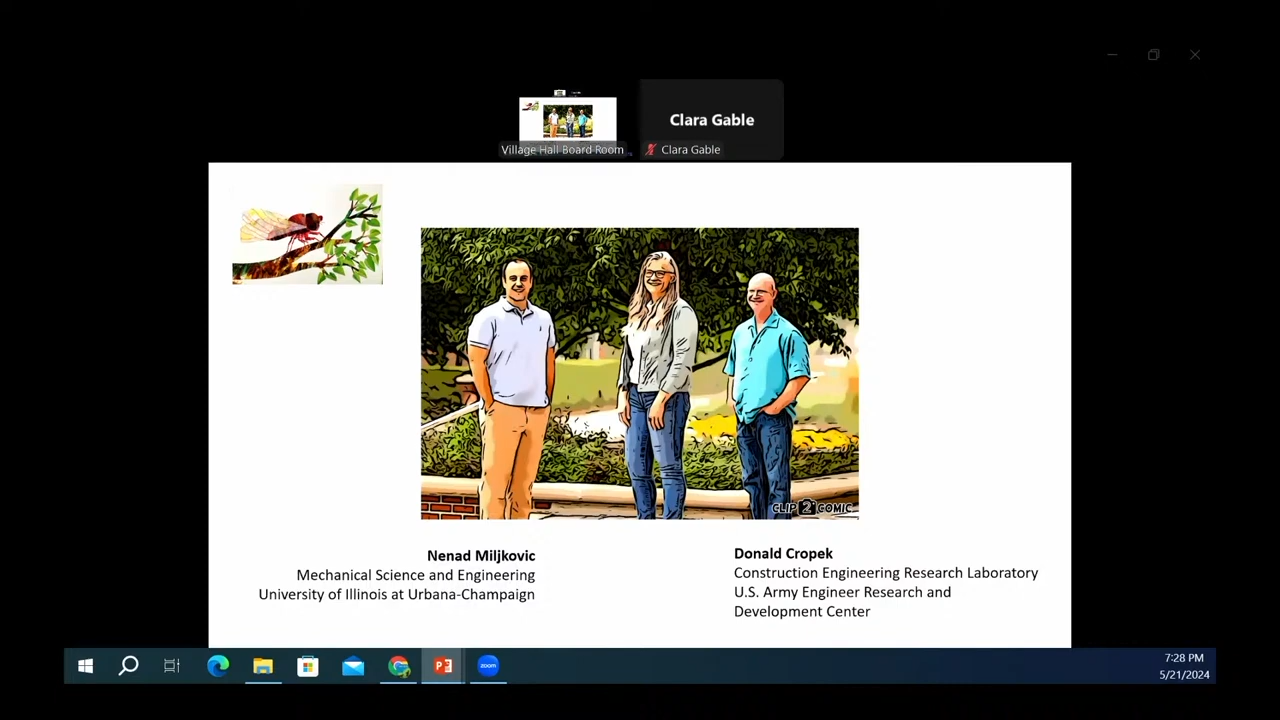 Clara Gable
Village Hall Board Room
Clara Gable
CLIP 2 COMIC
Nenad Miljkovic
Mechanical Science and Engineering
University of Illinois at Urbana-Champaign
Donald Cropek
Construction Engineering Research Laboratory
U.S. Army Engineer Research and
Development Center
zoom
7:28 PM
5/21/2024